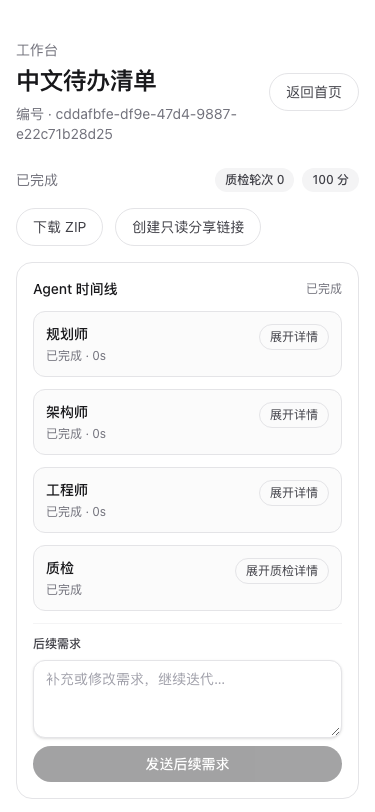 工作台
中文待办清单
返回首页
编号 · cddafbfe-df9e-47d4-9887-
e22c71b28d25
已完成
质检轮次 0
100 分
下载 ZIP
创建只读分享链接
Agent 时间线
已完成
规划师
展开详情
已完成 · 0s
架构师
展开详情
已完成 · 0s
工程师
展开详情
已完成 · 0s
质检
展开质检详情
已完成
后续需求
补充或修改需求，继续迭代...
发送后续需求